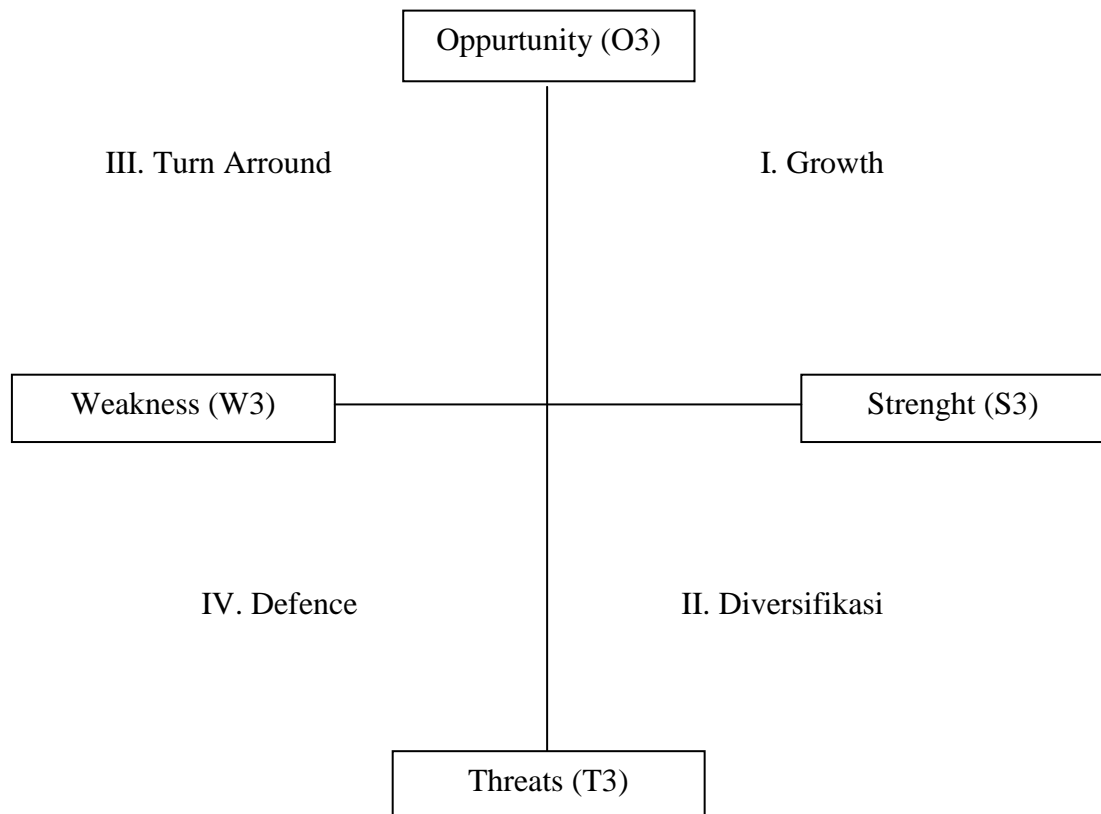 Oppurtunity (O3)
III. Turn Arround
I. Growth
Weakness (W3)
Strenght (S3)
IV. Defence
II. Diversifikasi
Threats (T3)